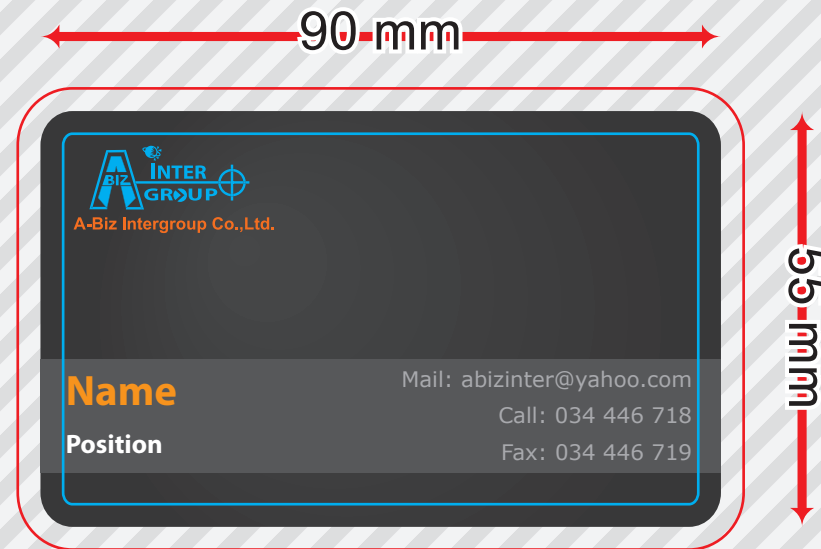 90 mm
BIZ INTER
GROUP
A-Biz Intergroup Co.,Ltd.
55 mm
Name
Position
Mail: abizinter@yahoo.com
Call: 034 446 718
Fax: 034 446 719